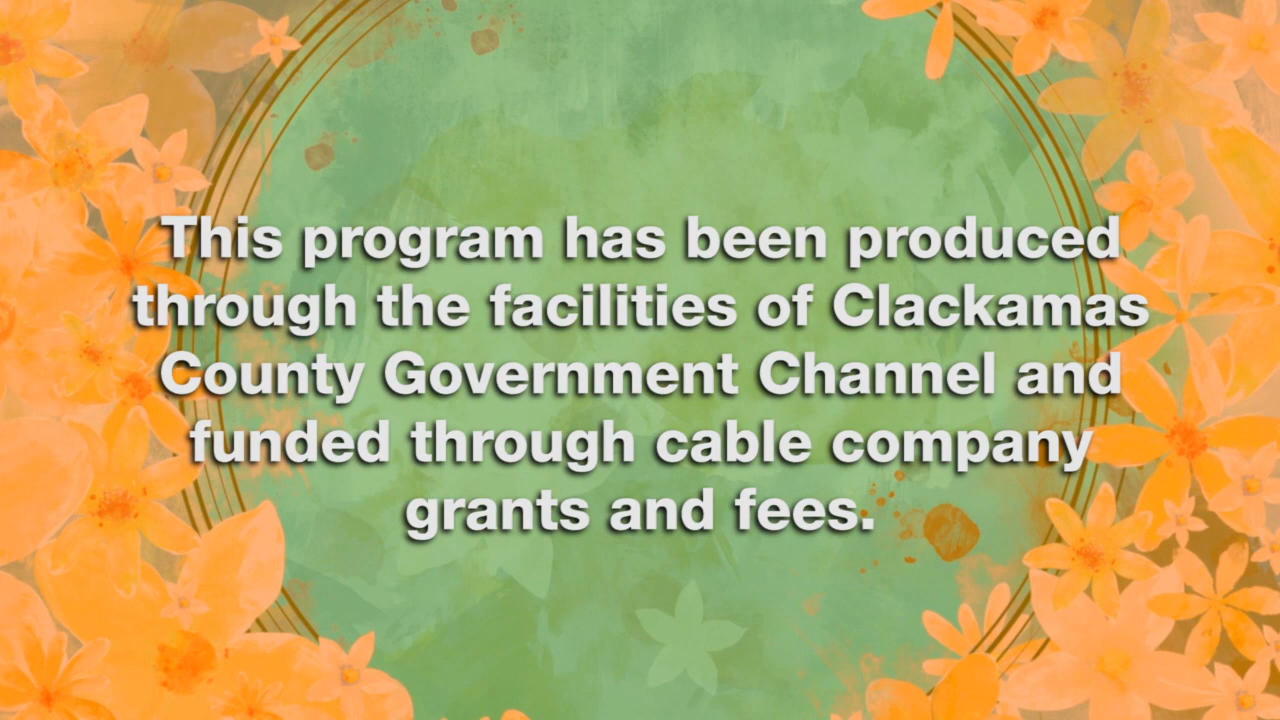 This program has been produced
through the facilities of Clackamas
County Government Channel and
funded through cable company
grants and fees.